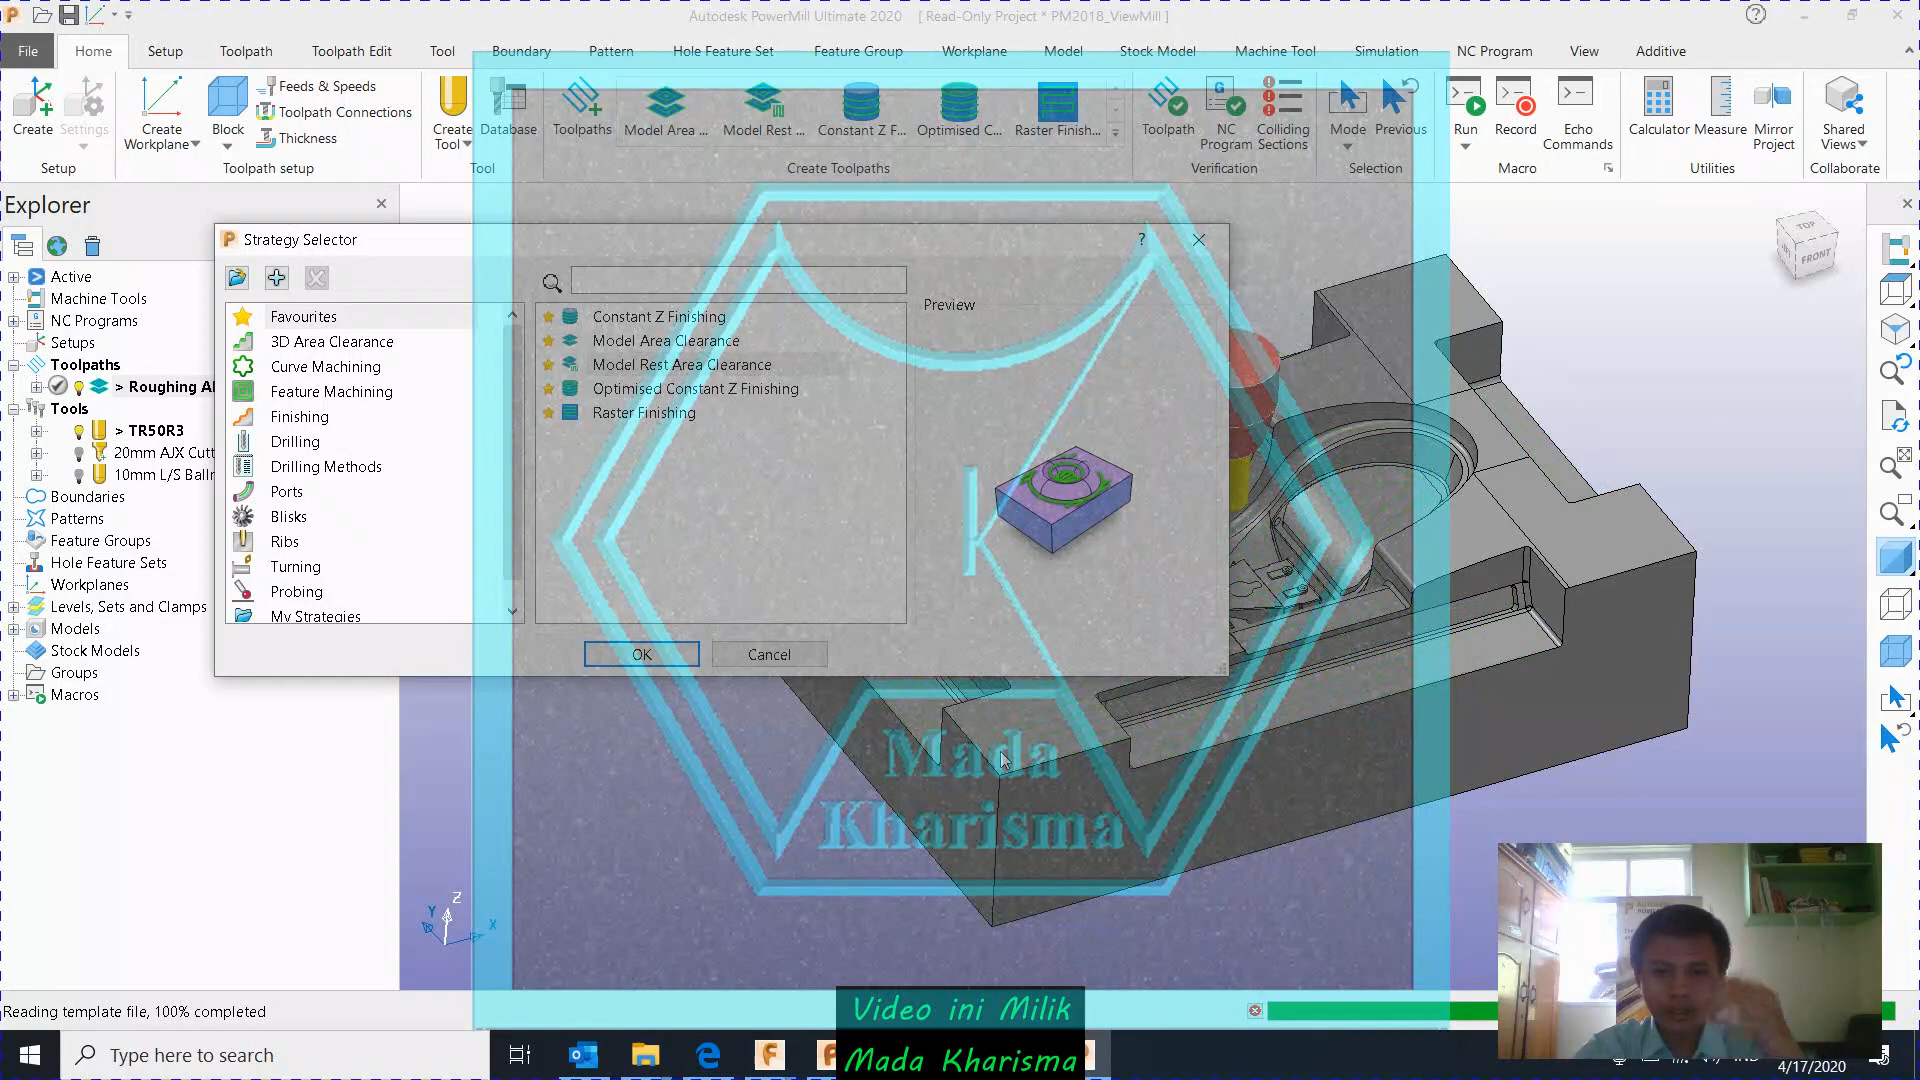 Autodesk PowerMill Ultimate 2020 [ Read-Only Project * PM2018_ViewMill ]
File Home Setup Toolpath Toolpath Edit Tool Boundary Pattern Hole Feature Set Feature Group Workplane Model Stock Model Machine Tool Simulation NC Program View Additive
Create
Settings
Setup
Create Workplane
Block
Feeds & Speeds
Toolpath Connections
Thickness
Toolpath setup
Create Tool
Database
Tool
Toolpaths
Model Area ...
Model Rest ...
Constant Z F...
Optimised C...
Raster Finish...
Create Toolpaths
Toolpath
NC Program
Colliding Sections
Verification
Mode
Previous
Selection
Run
Record
Echo Commands
Macro
Calculator
Measure
Mirror Project
Utilities
Shared Views
Collaborate
Explorer
Active
Machine Tools
NC Programs
Setups
Toolpaths
> Roughing Al
Tools
> TR50R3
20mm AJX Cutt
10mm L/S Balln
Boundaries
Patterns
Feature Groups
Hole Feature Sets
Workplanes
Levels, Sets and Clamps
Models
Stock Models
Groups
Macros
Strategy Selector
?
Favourites
3D Area Clearance
Curve Machining
Feature Machining
Finishing
Drilling
Drilling Methods
Ports
Blisks
Ribs
Turning
Probing
My Strategies
Constant Z Finishing
Model Area Clearance
Model Rest Area Clearance
Optimised Constant Z Finishing
Raster Finishing
Preview
OK
Cancel
TOP
FRONT
Mada
Kharisma
Z
Y
X
Reading template file, 100% completed
Video ini Milik
Mada Kharisma
Type here to search
4/17/2020